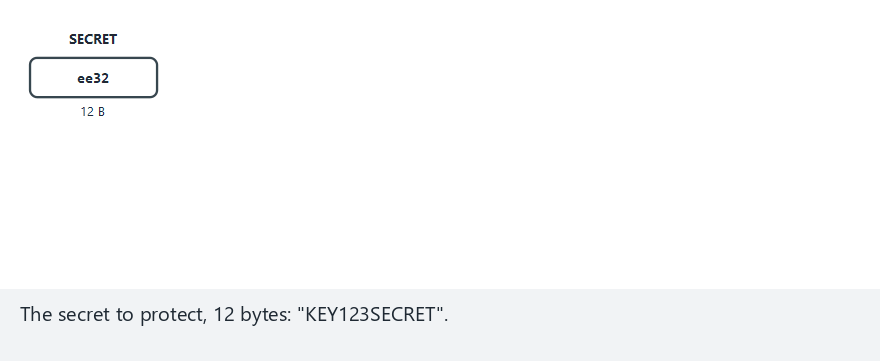 SECRET
ee32
12 B
The secret to protect, 12 bytes: "KEY123SECRET".